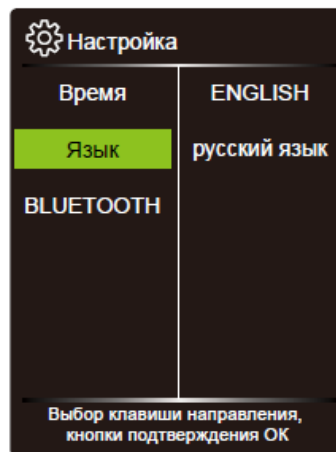 Настройка
Время
Язык
BLUETOOTH
ENGLISH
русский язык
Выбор клавиши направления,
кнопки подтверждения ОК